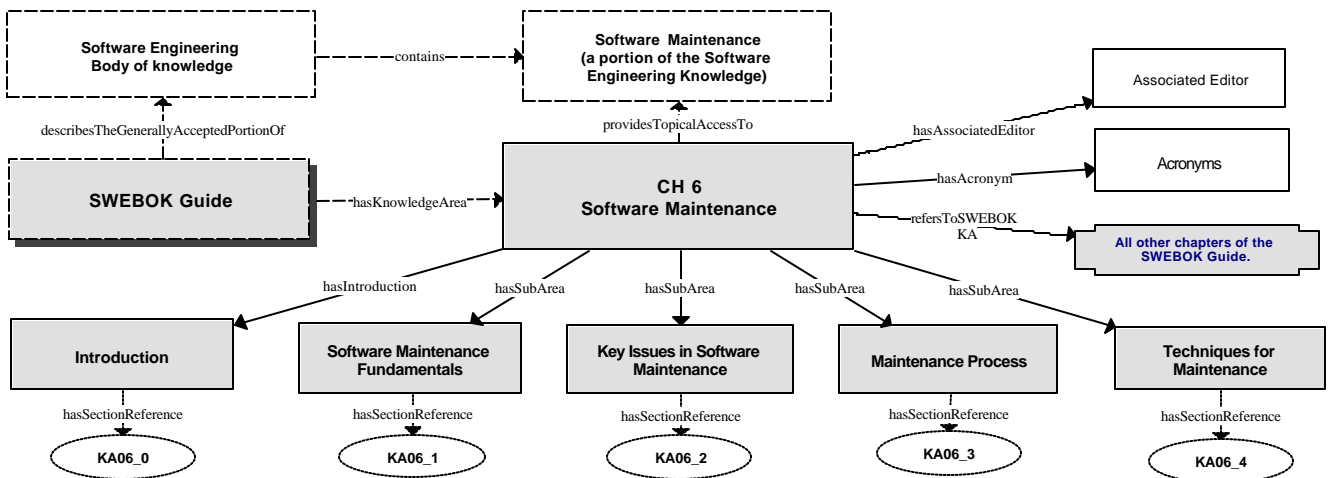 Software Engineering
Body of knowledge
contains
Software Maintenance
(a portion of the Software
Engineering Knowledge)
Associated Editor
describesTheGenerallyAcceptedPortionOf
providesTopicalAccessTo
hasAssociatedEditor
SWEBOK Guide
hasKnowledgeArea
CH 6
Software Maintenance
hasAcronym
Acronyms
refersToSWEBOK
KA
All other chapters of the
SWEBOK Guide.
hasIntroduction
hasSubArea
hasSubArea
hasSubArea
hasSubArea
Introduction
Software Maintenance
Fundamentals
Key Issues in Software
Maintenance
Maintenance Process
Techniques for
Maintenance
hasSectionReference
hasSectionReference
hasSectionReference
hasSectionReference
hasSectionReference
KA06_0
KA06_1
KA06_2
KA06_3
KA06_4